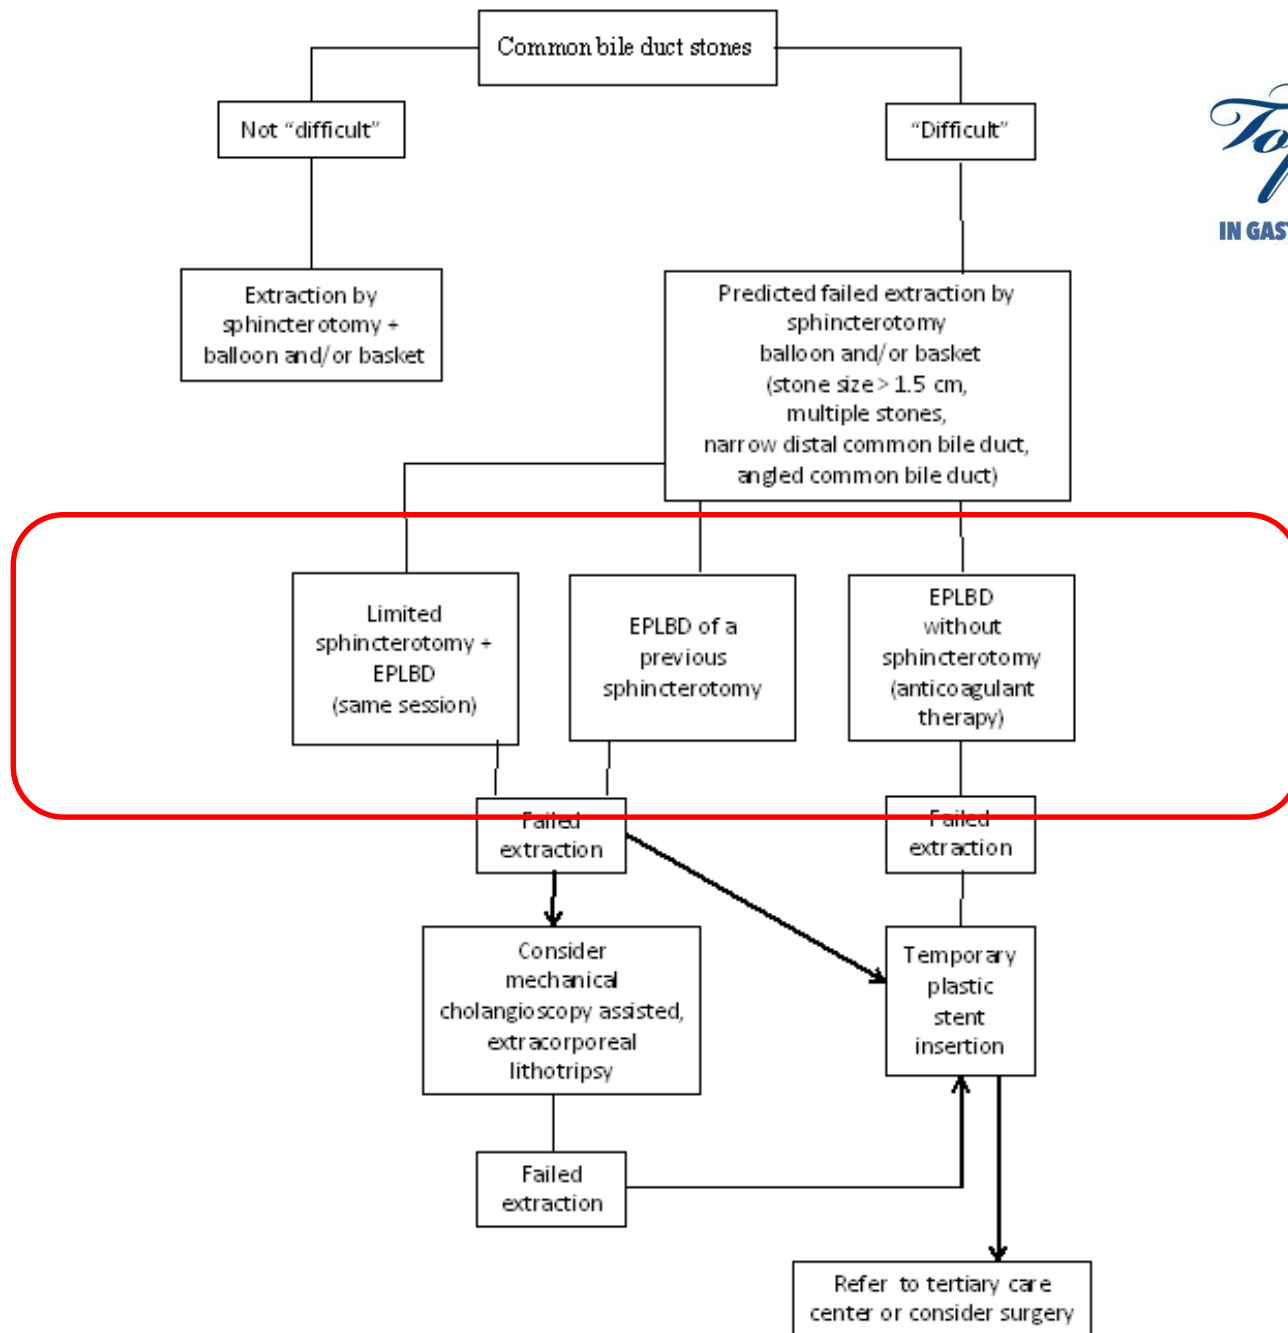 Common bile duct stones
Not “difficult”
“Difficult”
IN GAS
Extraction by
sphincterotomy +
balloon and/or basket
Predicted failed extraction by
sphincterotomy
balloon and/or basket
(stone size > 1.5 cm,
multiple stones,
narrow distal common bile duct,
angled common bile duct)
Limited
sphincterotomy +
EPLBD
(same session)
EPLBD of a
previous
sphincterotomy
EPLBD
without
sphincterotomy
(anticoagulant
therapy)
Failed
extraction
Failed
extraction
Consider
mechanical
cholangioscopy assisted,
extracorporeal
lithotripsy
Temporary
plastic
stent
insertion
Failed
extraction
Refer to tertiary care
center or consider surgery